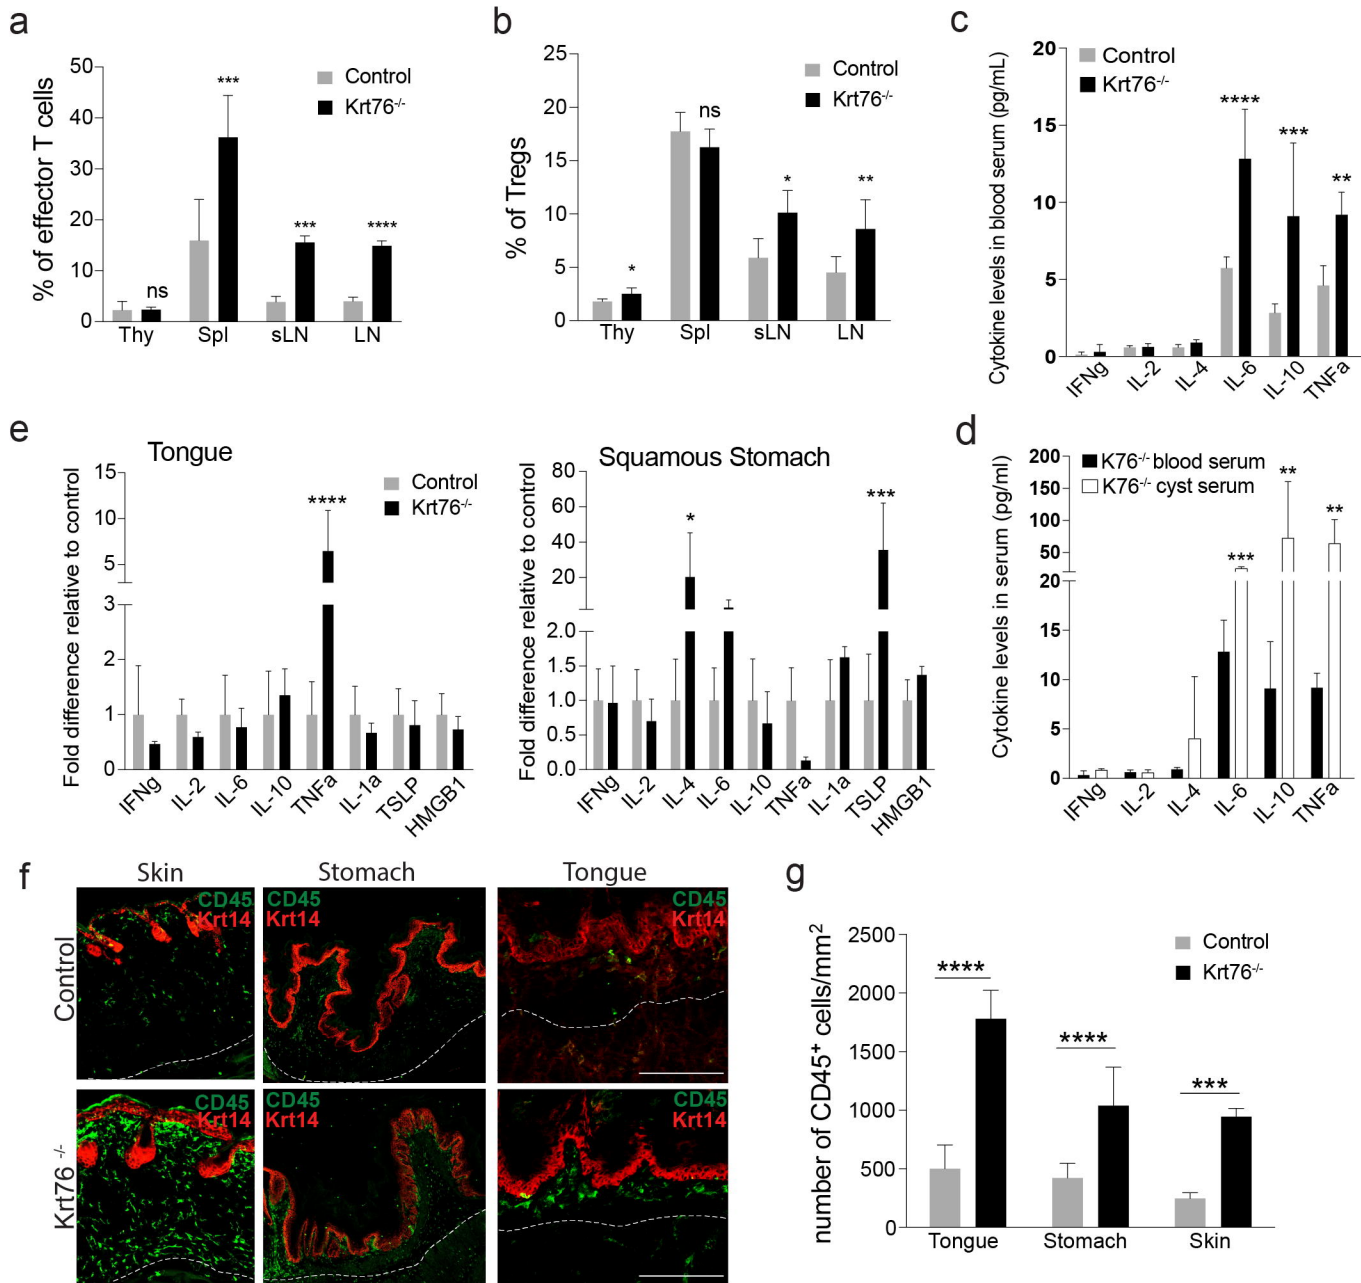 a
% of effector T cells
50
40
30
20
10
0
***
ns
***
****
Control
Krt76-/-
Thy Spl sLN LN
b
% of Tregs
25
20
15
10
5
0
*
ns
*
**
Control
Krt76-/-
Thy Spl sLN LN
c
Cytokine levels in blood serum (pg/mL)
20
15
10
5
0
Control
Krt76-/-
****
***
**
IFNg IL-2 IL-4 IL-6 IL-10 TNFa
e
Tongue
Fold difference relative to control
15
10
5
3
2
1
0
****
Control
Krt76-/-
IFNg IL-2 IL-6 IL-10 TNFa IL-1a TSLP HMGB1
Squamous Stomach
Fold difference relative to control
80
60
40
20
2.0
1.5
1.0
0.5
0.0
*
***
IFNg IL-2 IL-4 IL-6 IL-10 TNFa IL-1a TSLP HMGB1
d
Cytokine levels in serum (pg/ml)
200
150
100
50
20
15
10
5
0
K76-/- blood serum
K76-/- cyst serum
***
**
**
IFNg IL-2 IL-4 IL-6 IL-10 TNFa
f
Skin Stomach Tongue
Control
CD45
Krt14
CD45
Krt14
CD45
Krt14
Krt76 -/-
CD45
Krt14
CD45
Krt14
CD45
Krt14
g
number of CD45+ cells/mm2
2500
2000
1500
1000
500
0
****
****
***
Control
Krt76-/-
Tongue Stomach Skin